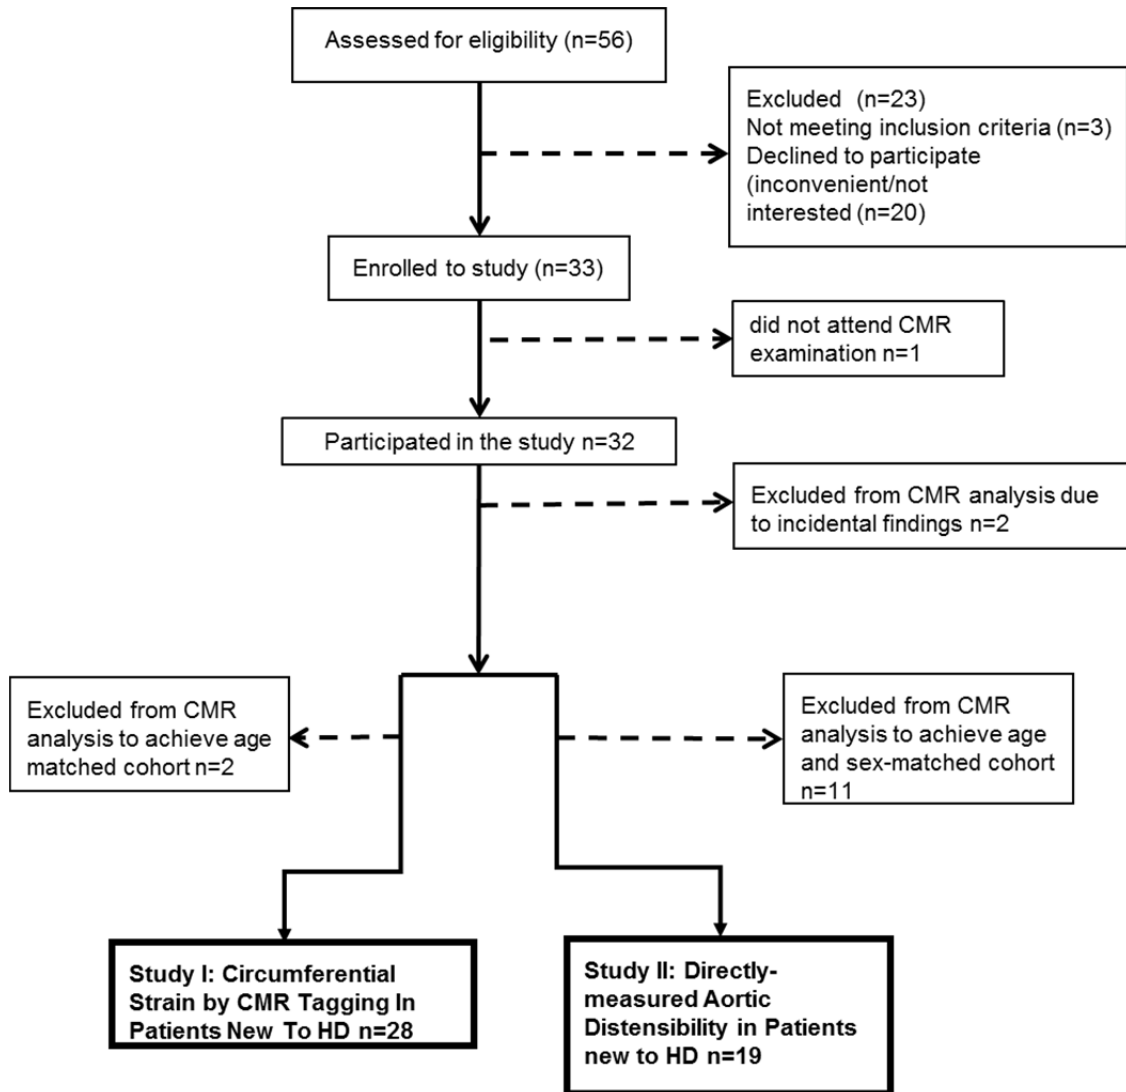 Assessed for eligibility (n=56)
Excluded (n=23)
Not meeting inclusion criteria (n=3)
Declined to participate
(inconvenient/not
interested (n=20)
Enrolled to study (n=33)
did not attend CMR
examination n=1
Participated in the study n=32
Excluded from CMR analysis due
to incidental findings n=2
Excluded from CMR
analysis to achieve age
matched cohort n=2
Excluded from CMR
analysis to achieve age
and sex-matched cohort
n=11
Study I: Circumferential
Strain by CMR Tagging In
Patients New To HD n=28
Study II: Directly-
measured Aortic
Distensibility in Patients
new to HD n=19